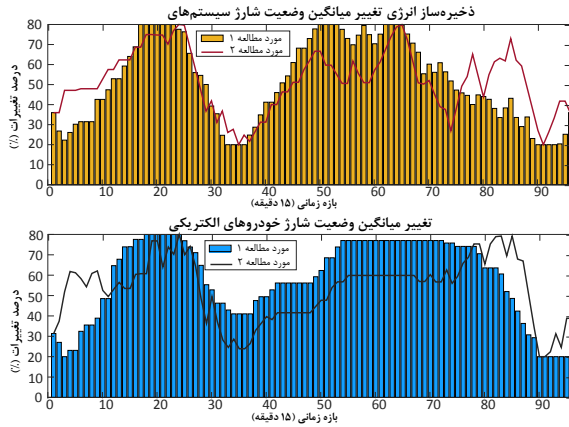 ذخیره‌ساز انرژی تغییر میانگین وضعیت شارژ سیستم‌های
درصد تغییرات (%)
80
70
60
50
40
30
20
10
0
مورد مطالعه ۱
مورد مطالعه ۲
0 10 20 30 40 50 60 70 80 90
بازه زمانی (۱۵ دقیقه)
تغییر میانگین وضعیت شارژ خودروهای الکتریکی
درصد تغییرات (%)
80
70
60
50
40
30
20
10
0
مورد مطالعه ۱
مورد مطالعه ۲
0 10 20 30 40 50 60 70 80 90
بازه زمانی (۱۵ دقیقه)